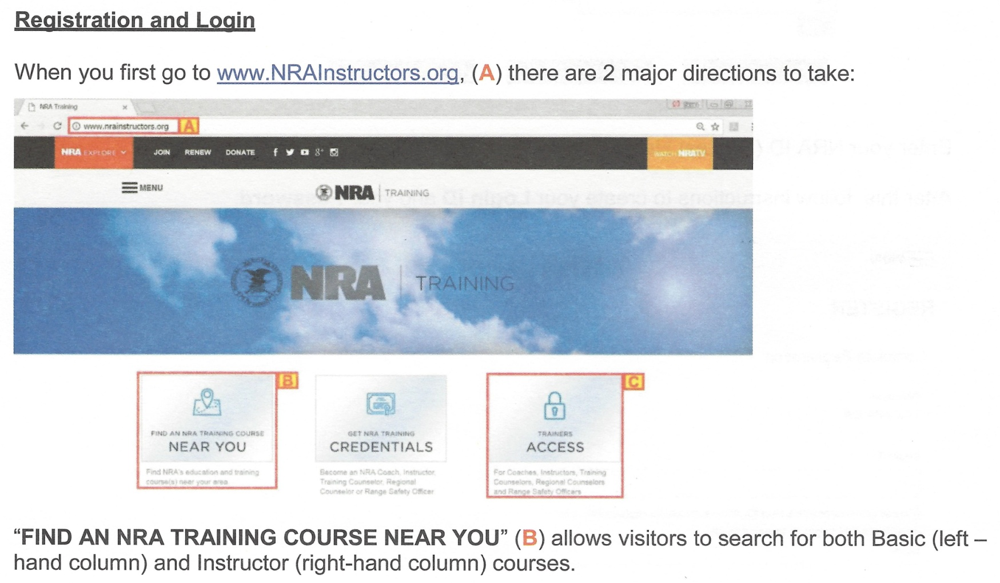 Registration and Login
When you first go to www.NRAInstructors.org, (A) there are 2 major directions to take:
NRA Training
www.nrainstructors.org A
NRA EXPLORE JOIN RENEW DONATE WATCH NRATV
MENU NRA TRAINING
NRA TRAINING
B
C
FIND AN NRA TRAINING COURSE
NEAR YOU
Find NRA's education and training
course(s) near your area.
GET NRA TRAINING
CREDENTIALS
Become an NRA Coach, Instructor,
Training Counselor, Regional
Counselor or Range Safety Officer
TRAINERS
ACCESS
For Coaches, Instructors, Training
Counselors, Regional Counselors
and Range Safety Officers
“FIND AN NRA TRAINING COURSE NEAR YOU” (B) allows visitors to search for both Basic (left –
hand column) and Instructor (right-hand column) courses.